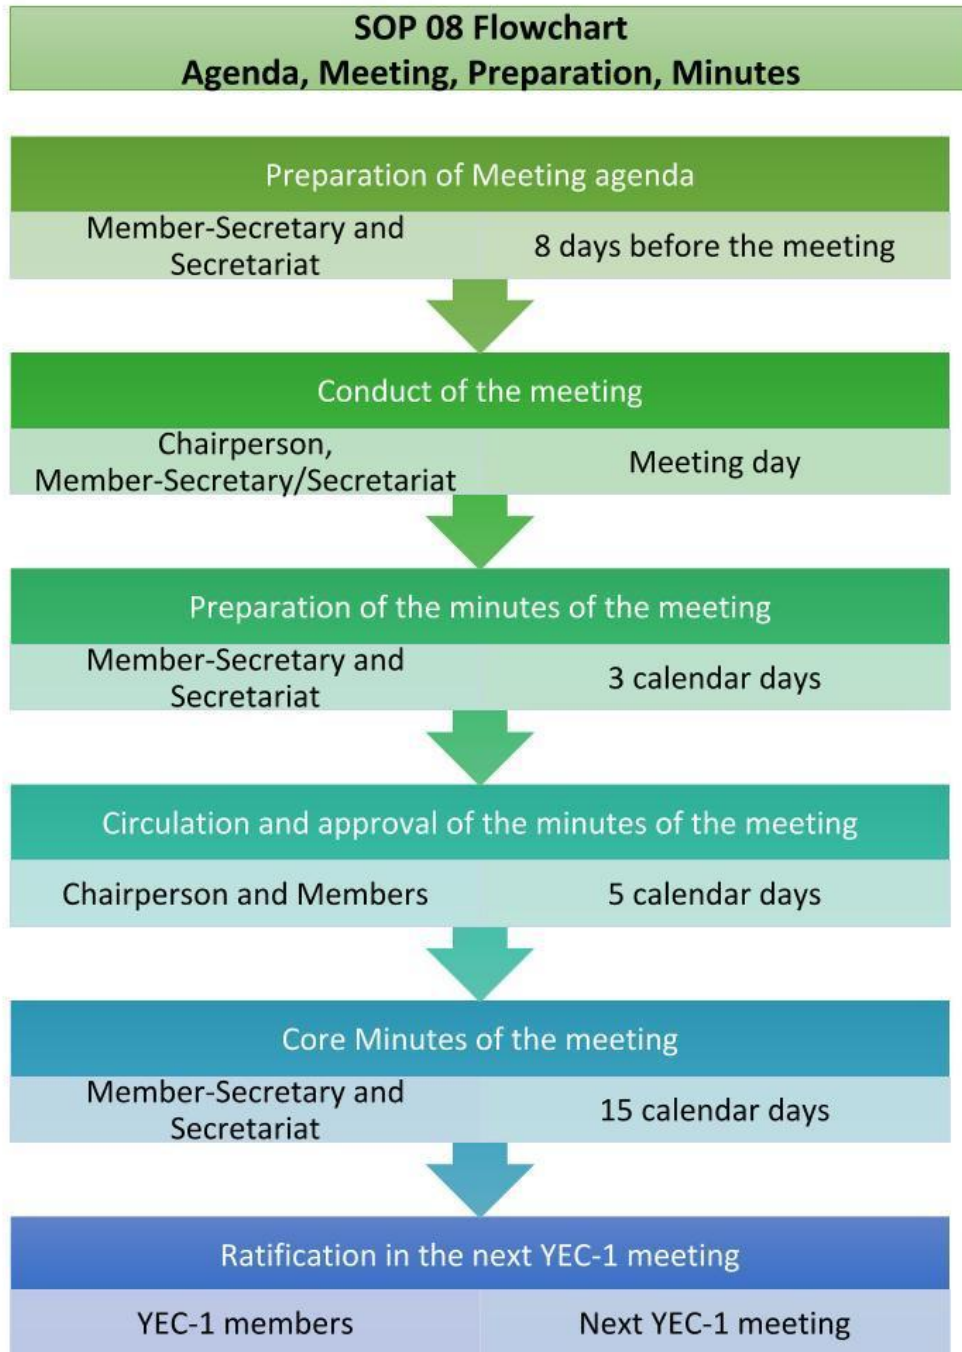 SOP 08 Flowchart
Agenda, Meeting, Preparation, Minutes
Preparation of Meeting agenda
Member-Secretary and
Secretariat
8 days before the meeting
Conduct of the meeting
Chairperson,
Member-Secretary/Secretariat
Meeting day
Preparation of the minutes of the meeting
Member-Secretary and
Secretariat
3 calendar days
Circulation and approval of the minutes of the meeting
Chairperson and Members
5 calendar days
Core Minutes of the meeting
Member-Secretary and
Secretariat
15 calendar days
Ratification in the next YEC-1 meeting
YEC-1 members
Next YEC-1 meeting